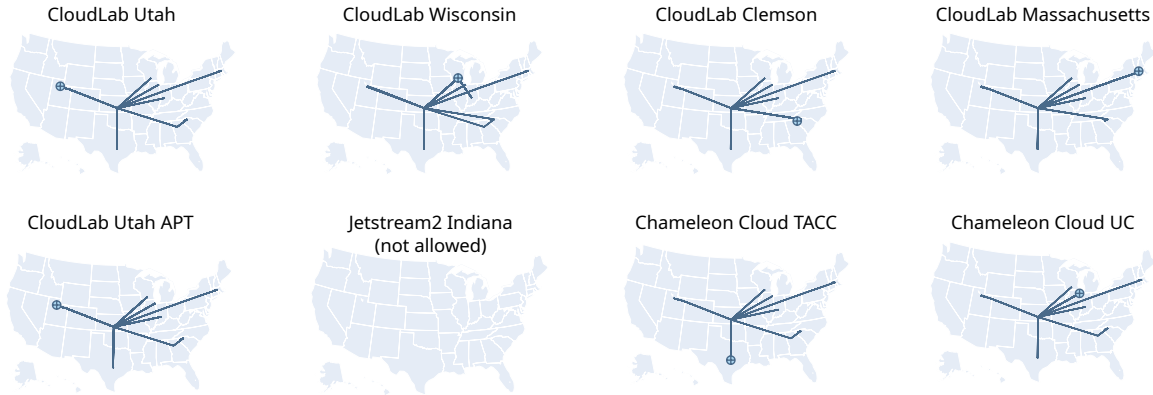 CloudLab Utah
CloudLab Wisconsin
CloudLab Clemson
CloudLab Massachusetts
CloudLab Utah APT
Jetstream2 Indiana
(not allowed)
Chameleon Cloud TACC
Chameleon Cloud UC